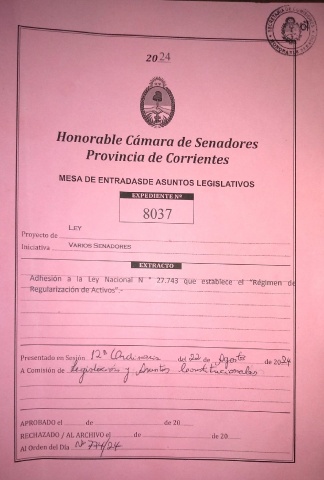 2024
Honorable Cámara de Senadores
Provincia de Corrientes
MESA DE ENTRADASDE ASUNTOS LEGISLATIVOS
EXPEDIENTE Nº
8037
Proyecto de LEY
Iniciativa VARIOS SENADORES
EXTRACTO
Adhesión a la Ley Nacional N° 27.743 que establece el "Régimen de
Regularización de Activos".-
Presentado en Sesión 12ª Ordinaria del 22 de Agosto de 2024
A Comisión de Legislación y Asuntos Constitucionales
APROBADO el de de 20
RECHAZADO / AL ARCHIVO el de de 20
Al Orden del Día Nº 774/24